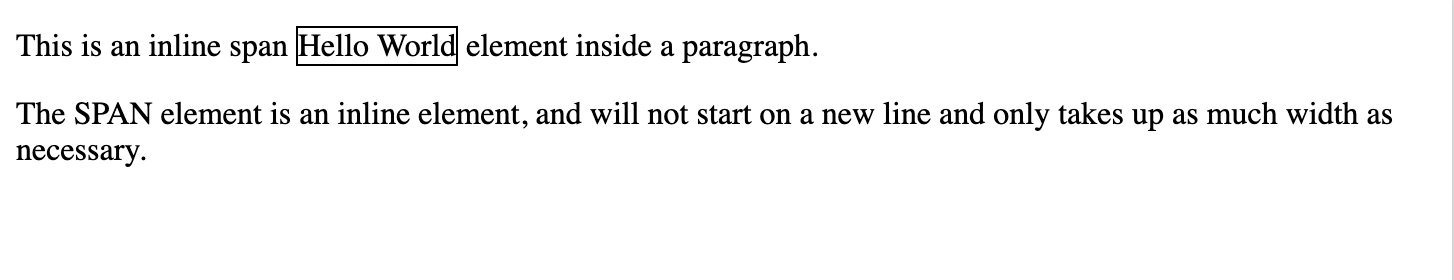 This is an inline span Hello World element inside a paragraph.
The SPAN element is an inline element, and will not start on a new line and only takes up as much width as
necessary.